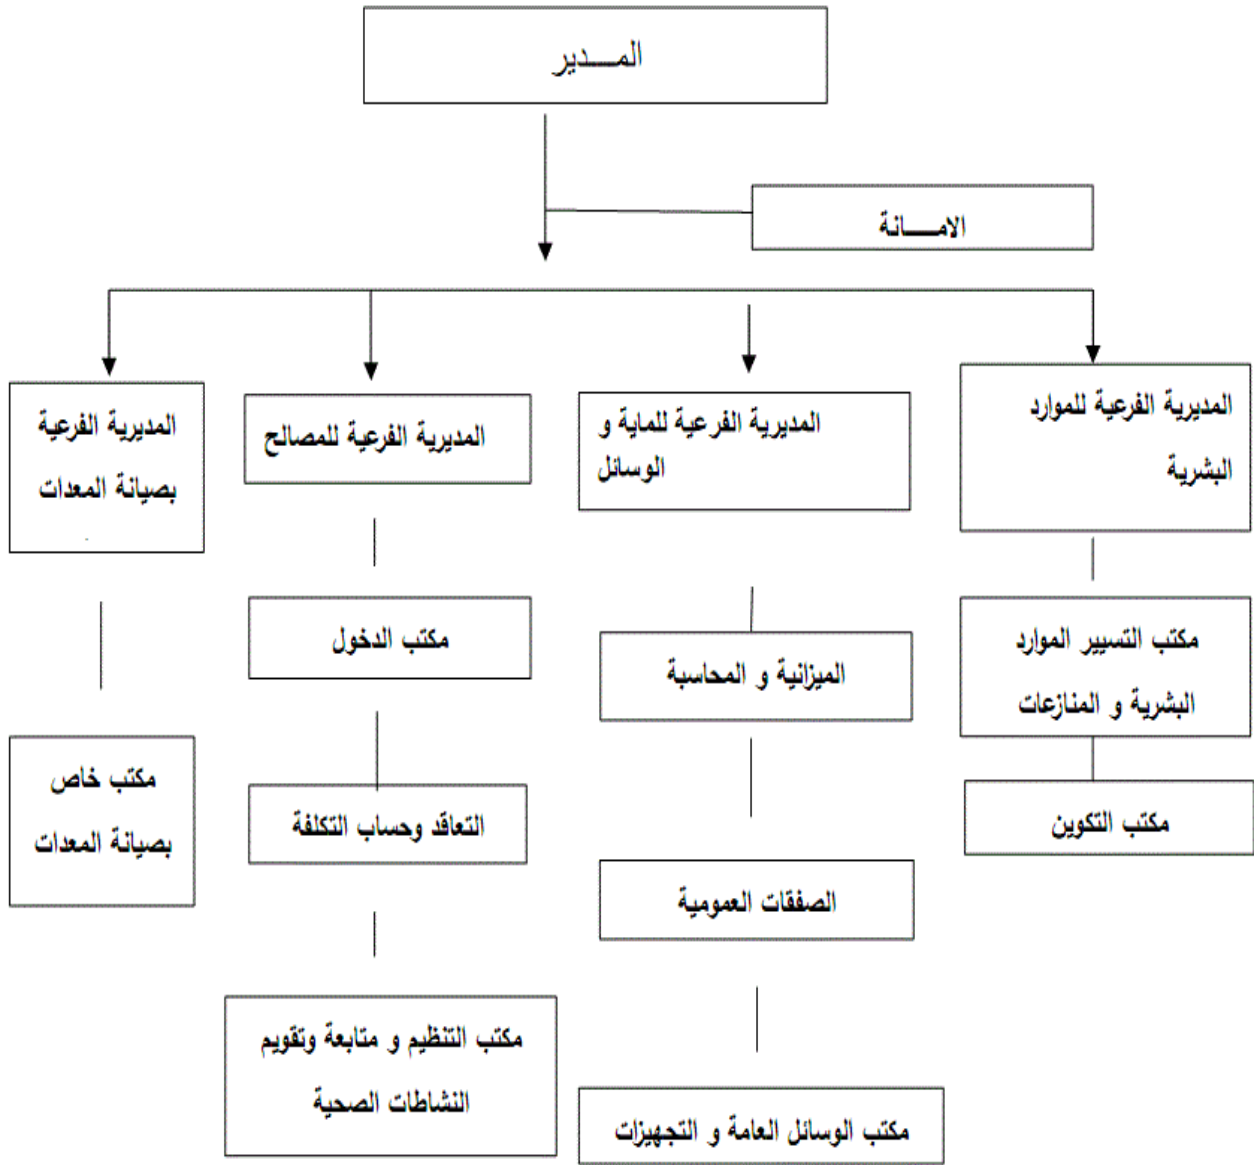 المـــدير
الامـــــانة
المديرية الفرعية للموارد
البشرية
المديرية الفرعية للماية و
الوسائل
المديرية الفرعية للمصالح
المديرية الفرعية
بصيانة المعدات
مكتب التسيير الموارد
البشرية و المنازعات
مكتب التكوين
الميزانية و المحاسبة
الصفقات العمومية
مكتب الوسائل العامة و التجهيزات
مكتب الدخول
التعاقد وحساب التكلفة
مكتب التنظيم و متابعة وتقويم
النشاطات الصحية
مكتب خاص
بصيانة المعدات